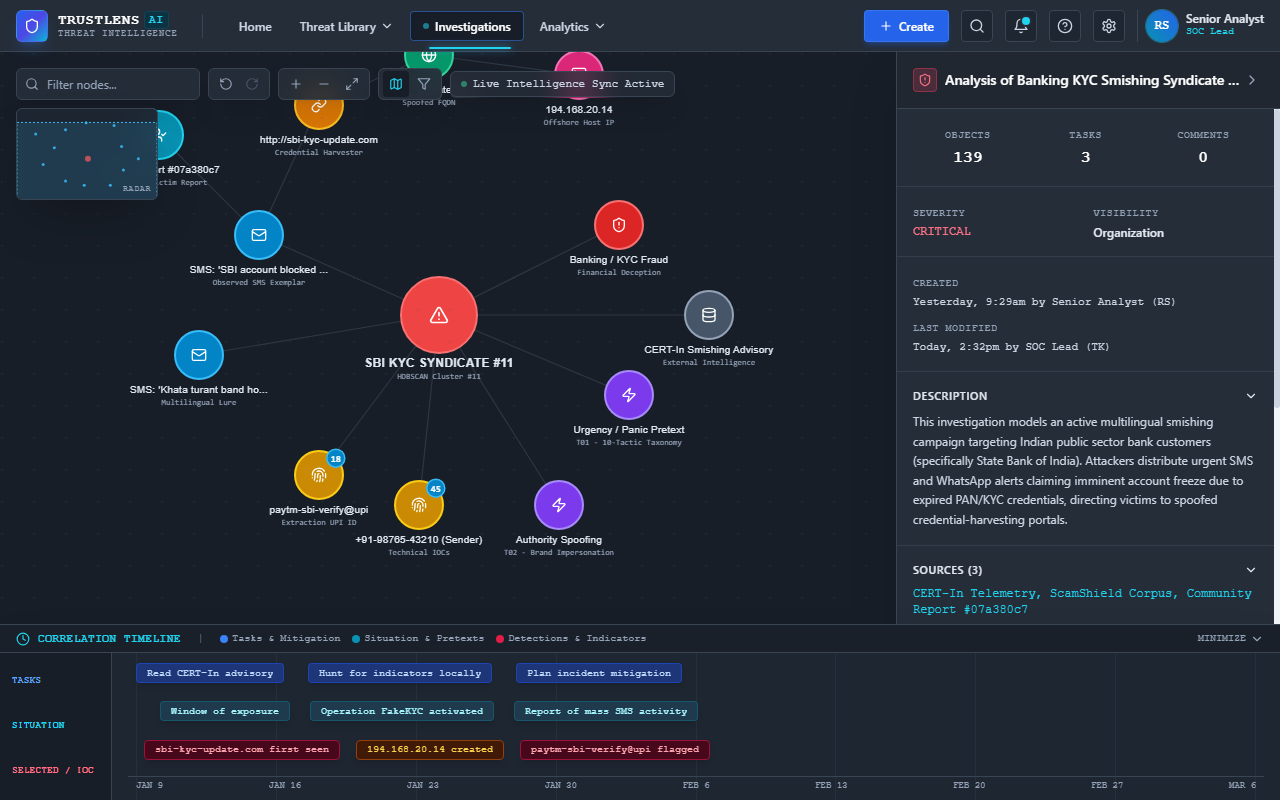 TRUSTLENS AI
THREAT INTELLIGENCE
Home
Threat Library
Investigations
Analytics
+ Create
RS
Senior Analyst
SOC Lead
Filter nodes...
Live Intelligence Sync Active
Spoofed FQDN
194.168.20.14
Offshore Host IP
http://sbi-kyc-update.com
Credential Harvester
RADAR
rt #07a380c7
ctim Report
SMS: 'SBI account blocked ...
Observed SMS Exemplar
Banking / KYC Fraud
Financial Deception
CERT-In Smishing Advisory
External Intelligence
SBI KYC SYNDICATE #11
HDBSCAN Cluster #11
SMS: 'Khata turant band ho...
Multilingual Lure
Urgency / Panic Pretext
T01 - 10-Tactic Taxonomy
18
paytm-sbi-verify@upi
Extraction UPI ID
45
+91-98765-43210 (Sender)
Technical IOCs
Authority Spoofing
T02 - Brand Impersonation
Analysis of Banking KYC Smishing Syndicate ...
OBJECTS
139
TASKS
3
COMMENTS
0
SEVERITY
CRITICAL
VISIBILITY
Organization
CREATED
Yesterday, 9:29am by Senior Analyst (RS)
LAST MODIFIED
Today, 2:32pm by SOC Lead (TK)
DESCRIPTION
This investigation models an active multilingual smishing
campaign targeting Indian public sector bank customers
(specifically State Bank of India). Attackers distribute urgent SMS
and WhatsApp alerts claiming imminent account freeze due to
expired PAN/KYC credentials, directing victims to spoofed
credential-harvesting portals.
SOURCES (3)
CERT-In Telemetry, ScamShield Corpus, Community
Report #07a380c7
CORRELATION TIMELINE
Tasks & Mitigation
Situation & Pretexts
Detections & Indicators
MINIMIZE
TASKS
Read CERT-In advisory
Hunt for indicators locally
Plan incident mitigation
SITUATION
Window of exposure
Operation FakeKYC activated
Report of mass SMS activity
SELECTED / IOC
sbi-kyc-update.com first seen
194.168.20.14 created
paytm-sbi-verify@upi flagged
JAN 9
JAN 16
JAN 23
JAN 30
FEB 6
FEB 13
FEB 20
FEB 27
MAR 6